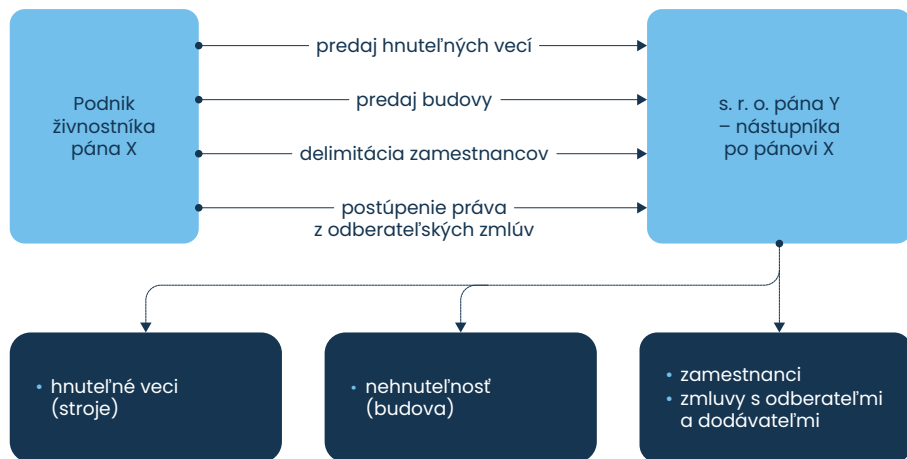 Podnik
živnostníka
pána X
predaj hnuteľných vecí
predaj budovy
delimitácia zamestnancov
postúpenie práva
z odberateľských zmlúv
s. r. o. pána Y
– nástupníka
po pánovi X
• hnuteľné veci
(stroje)
• nehnuteľnosť
(budova)
• zamestnanci
• zmluvy s odberateľmi
a dodávateľmi